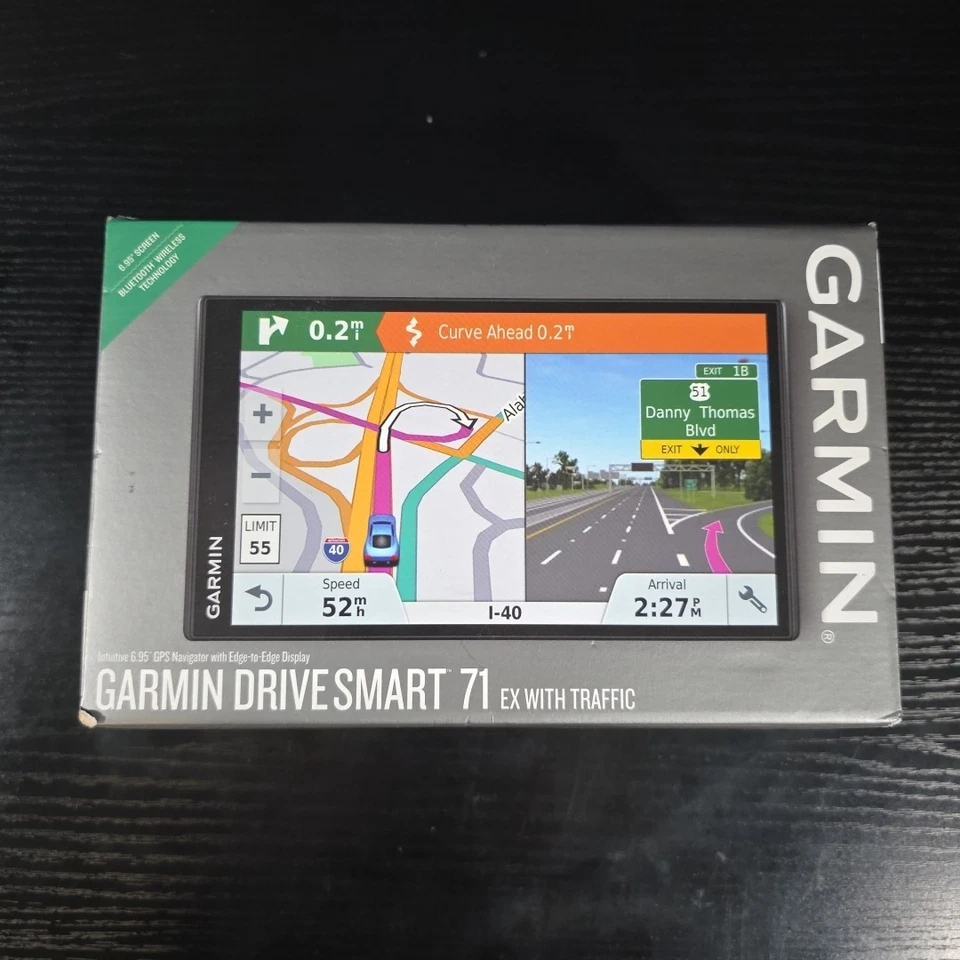 6.95" SCREEN
BLUETOOTH® WIRELESS
TECHNOLOGY
GARMIN®
0.2 mi
Curve Ahead 0.2 mi
EXIT 1B
51
Danny Thomas
Blvd
EXIT ONLY
Alab
+
−
LIMIT
55
40
GARMIN
Speed
52 mh
I-40
Arrival
2:27 PM
Intuitive 6.95" GPS Navigator with Edge-to-Edge Display
GARMIN DRIVESMART™ 71 EX WITH TRAFFIC